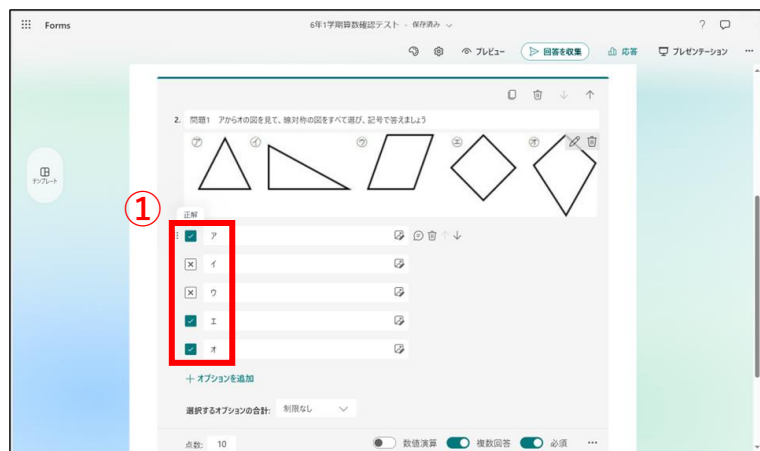 Forms
6年1学期算数確認テスト - 保存済み
?
プレビュー
回答を収集
応答
プレゼンテーション
テンプレート
2. 問題1 アからオの図を見て、線対称の図をすべて選び、記号で答えましょう
㋐ ㋑ ㋒ ㋓ ㋔
①
正解
ア
イ
ウ
エ
オ
+ オプションを追加
選択するオプションの合計: 制限なし
点数: 10
数値演算
複数回答
必須